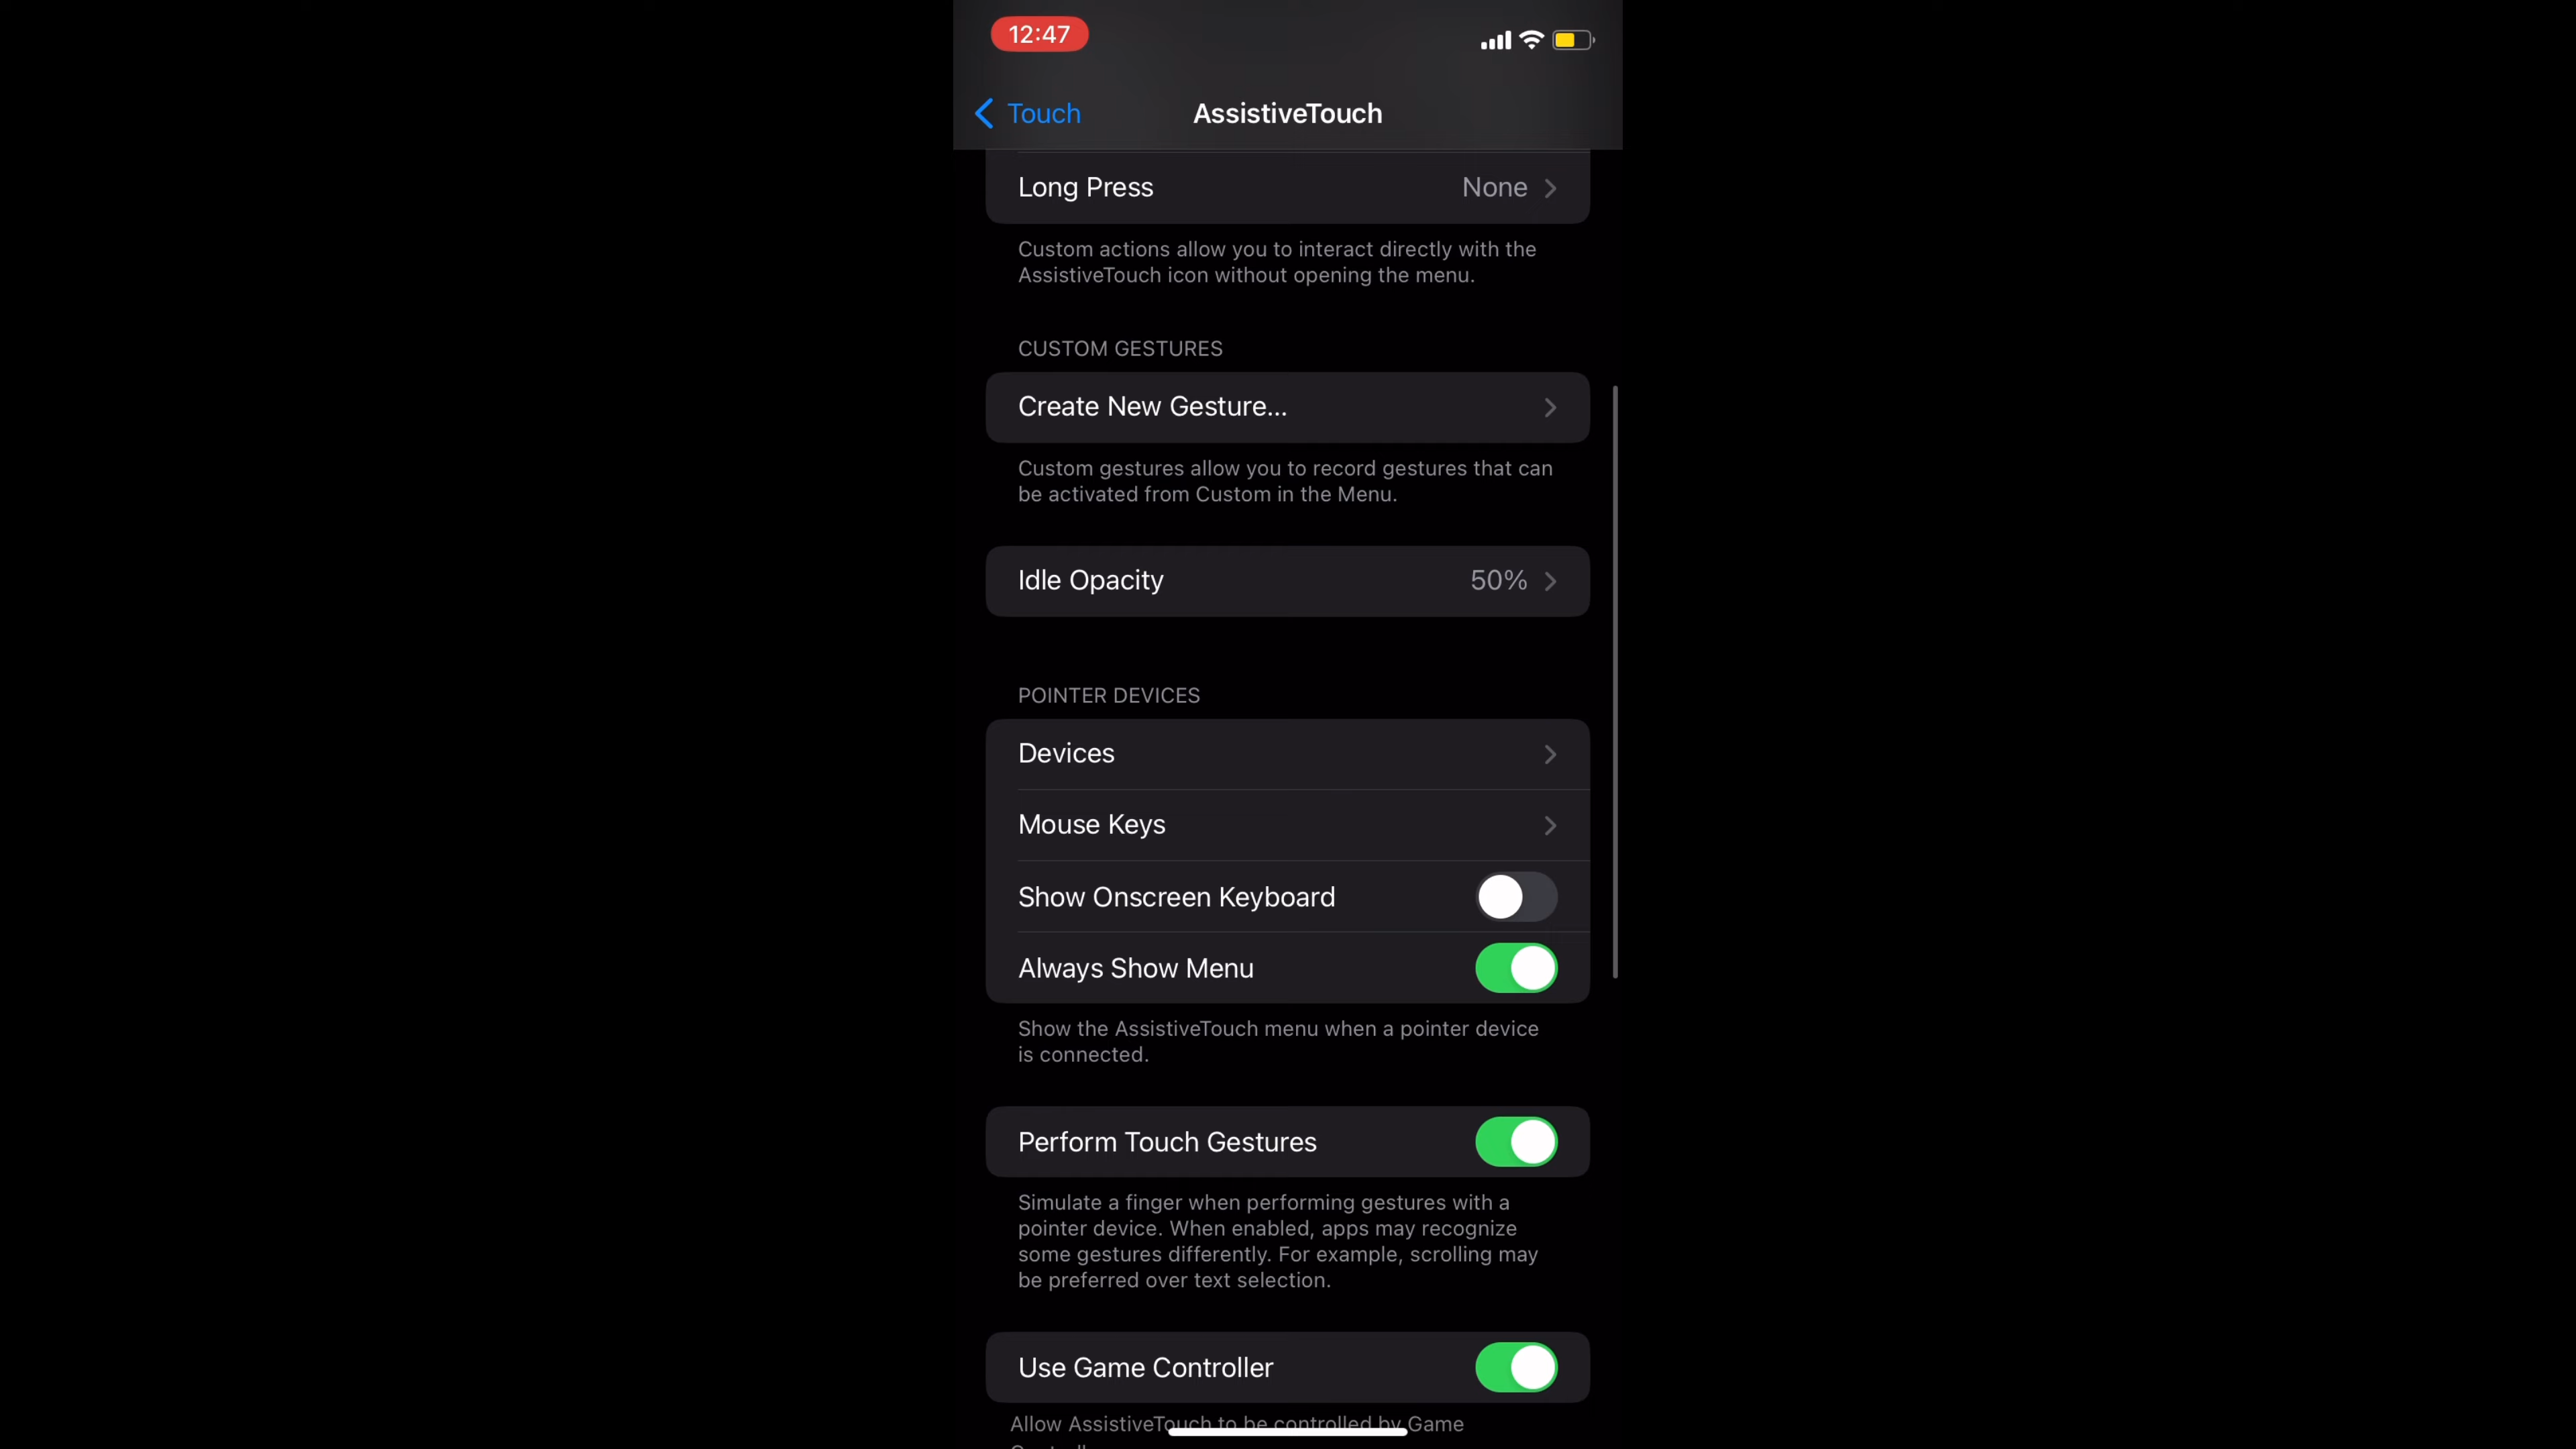 12:47
Touch
AssistiveTouch
Long Press
None
Custom actions allow you to interact directly with the
AssistiveTouch icon without opening the menu.
CUSTOM GESTURES
Create New Gesture...
Custom gestures allow you to record gestures that can
be activated from Custom in the Menu.
Idle Opacity
50%
POINTER DEVICES
Devices
Mouse Keys
Show Onscreen Keyboard
Always Show Menu
Show the AssistiveTouch menu when a pointer device
is connected.
Perform Touch Gestures
Simulate a finger when performing gestures with a
pointer device. When enabled, apps may recognize
some gestures differently. For example, scrolling may
be preferred over text selection.
Use Game Controller
Allow AssistiveTouch to be controlled by Game